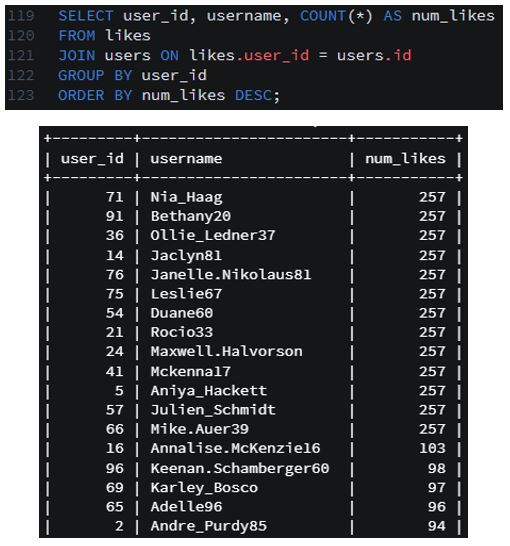 119 SELECT user_id, username, COUNT(*) AS num_likes
120 FROM likes
121 JOIN users ON likes.user_id = users.id
122 GROUP BY user_id
123 ORDER BY num_likes DESC;
+---------+-----------------------+-----------+
| user_id | username | num_likes |
+---------+-----------------------+-----------+
| 71 | Nia_Haag | 257 |
| 91 | Bethany20 | 257 |
| 36 | Ollie_Ledner37 | 257 |
| 14 | Jaclyn81 | 257 |
| 76 | Janelle.Nikolaus81 | 257 |
| 75 | Leslie67 | 257 |
| 54 | Duane60 | 257 |
| 21 | Rocio33 | 257 |
| 24 | Maxwell.Halvorson | 257 |
| 41 | Mckenna17 | 257 |
| 5 | Aniya_Hackett | 257 |
| 57 | Julien_Schmidt | 257 |
| 66 | Mike.Auer39 | 257 |
| 16 | Annalise.McKenzie16 | 103 |
| 96 | Keenan.Schamberger60 | 98 |
| 69 | Karley_Bosco | 97 |
| 65 | Adelle96 | 96 |
| 2 | Andre_Purdy85 | 94 |